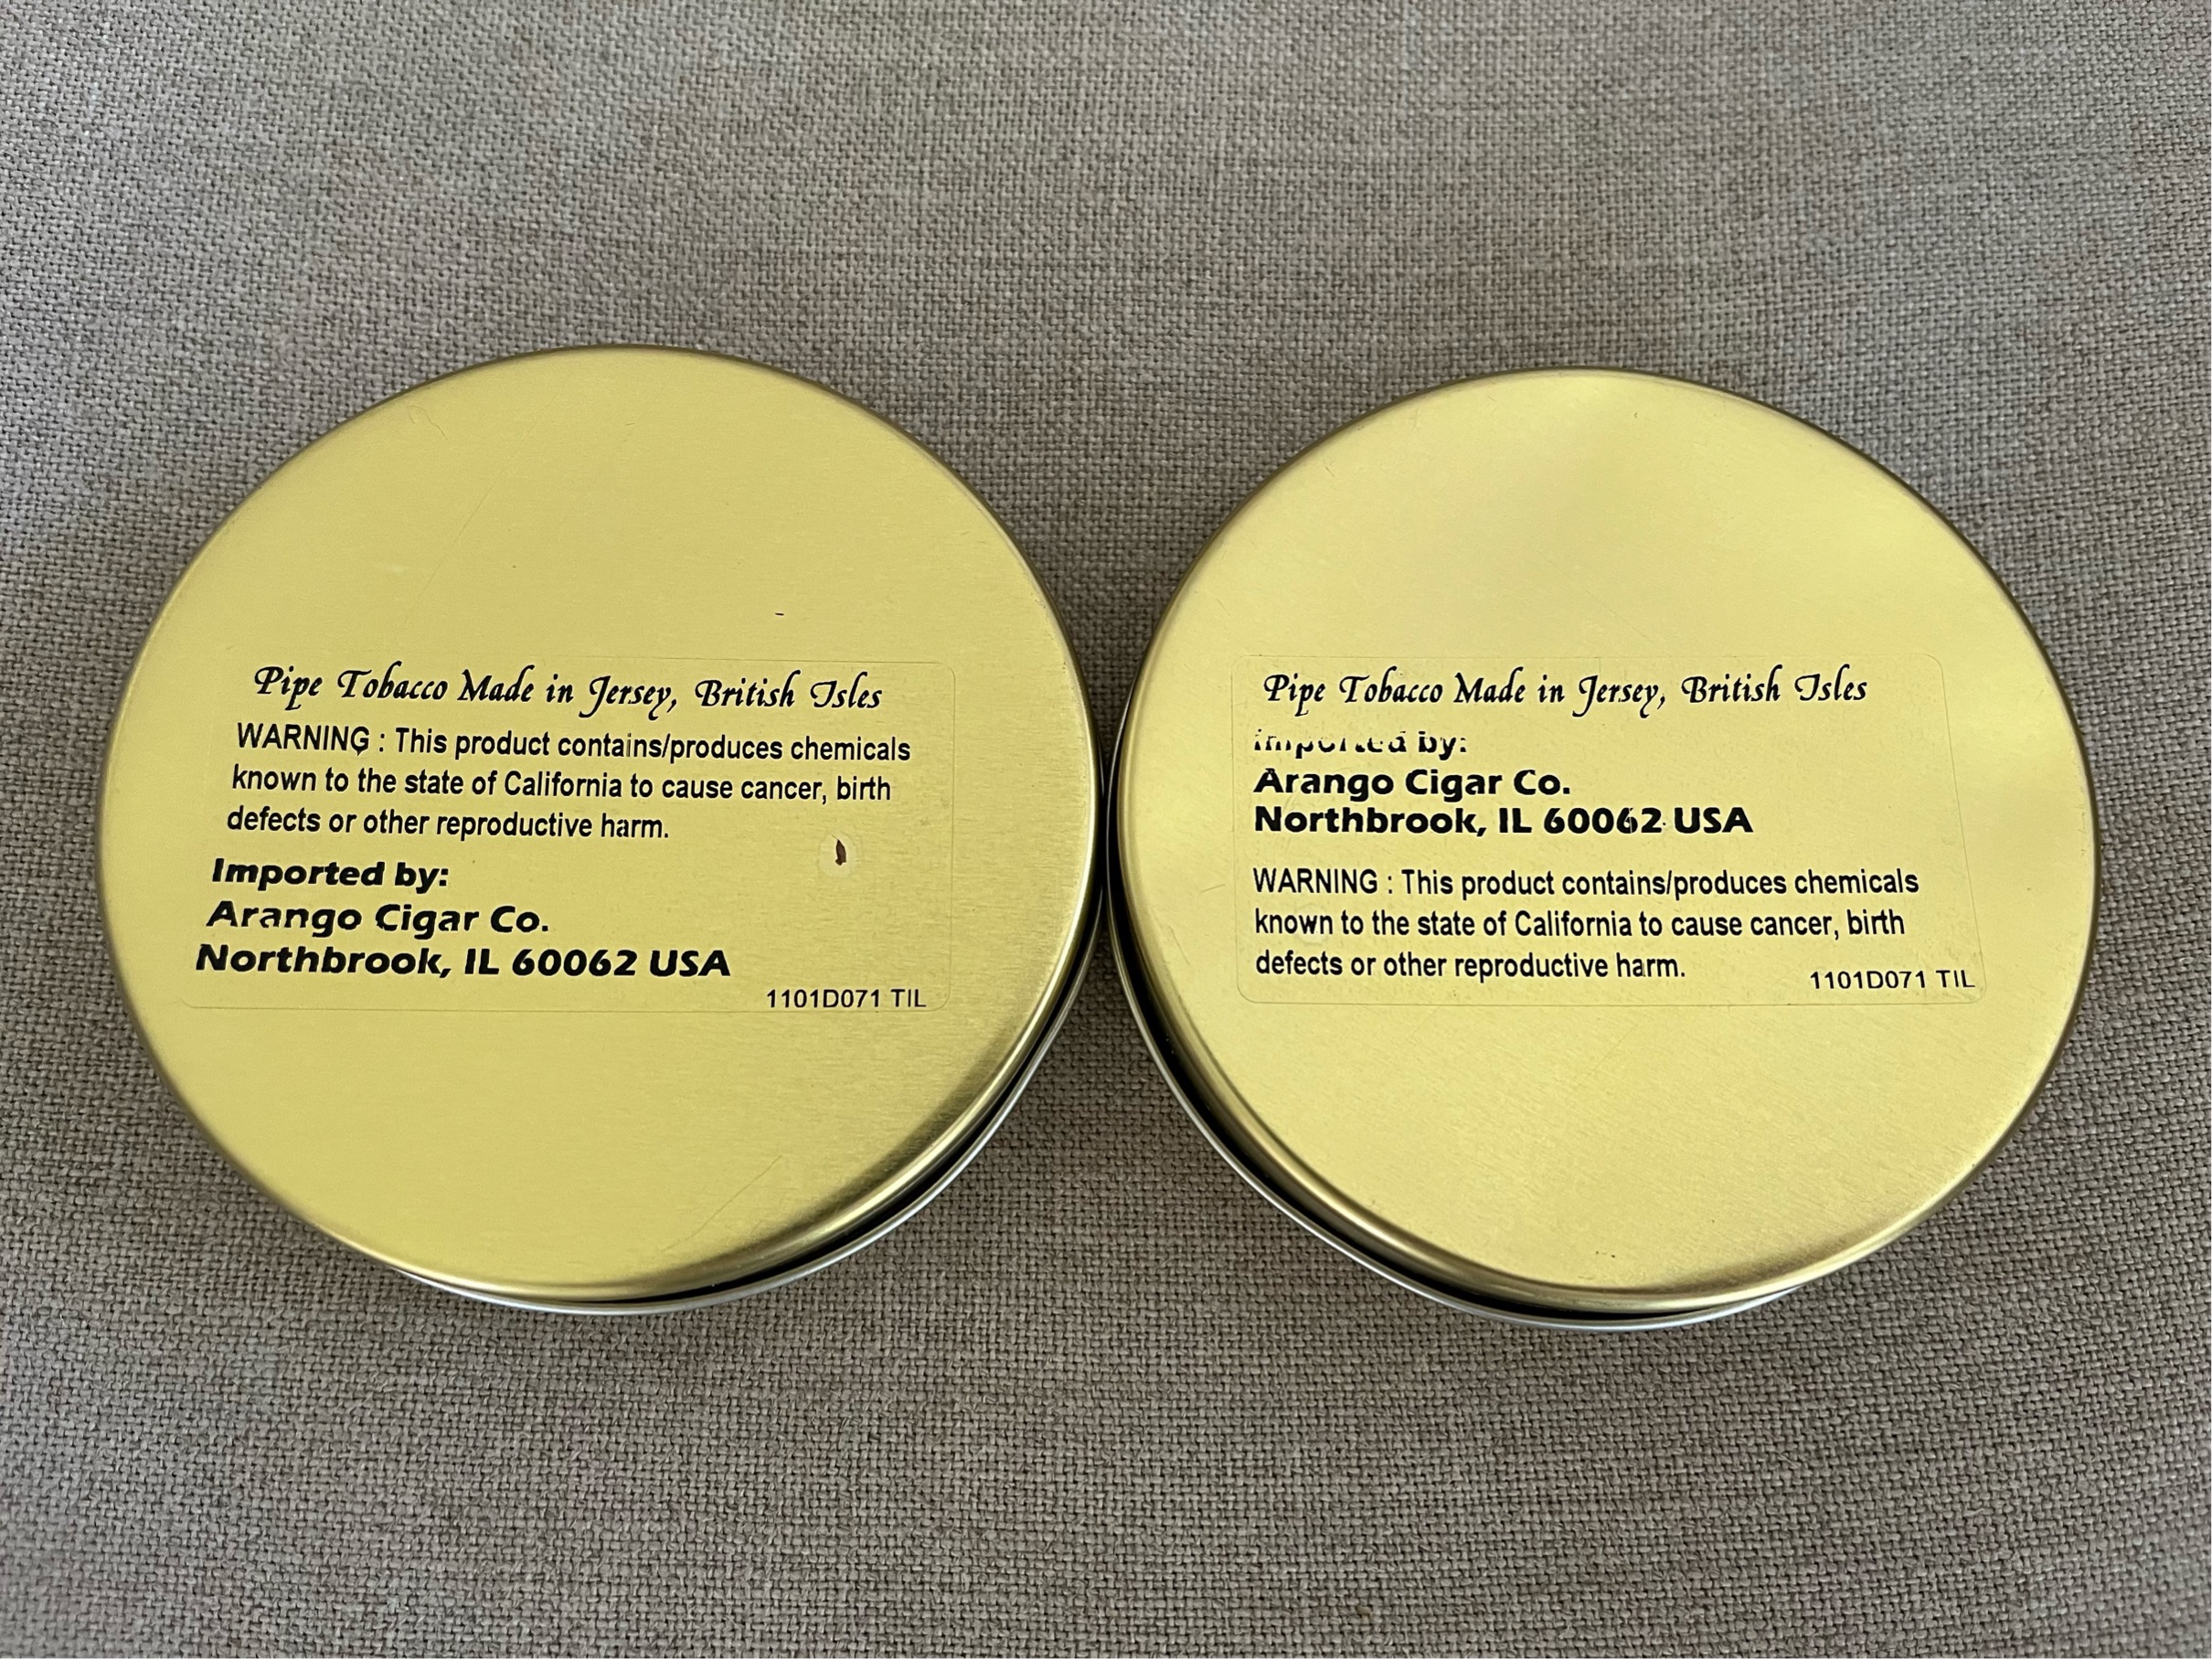 Pipe Tobacco Made in Jersey, British Isles
WARNING : This product contains/produces chemicals
known to the state of California to cause cancer, birth
defects or other reproductive harm.
Imported by:
Arango Cigar Co.
Northbrook, IL 60062 USA
1101D071 TIL
Pipe Tobacco Made in Jersey, British Isles
Imported by:
Arango Cigar Co.
Northbrook, IL 60062 USA
WARNING : This product contains/produces chemicals
known to the state of California to cause cancer, birth
defects or other reproductive harm.
1101D071 TIL